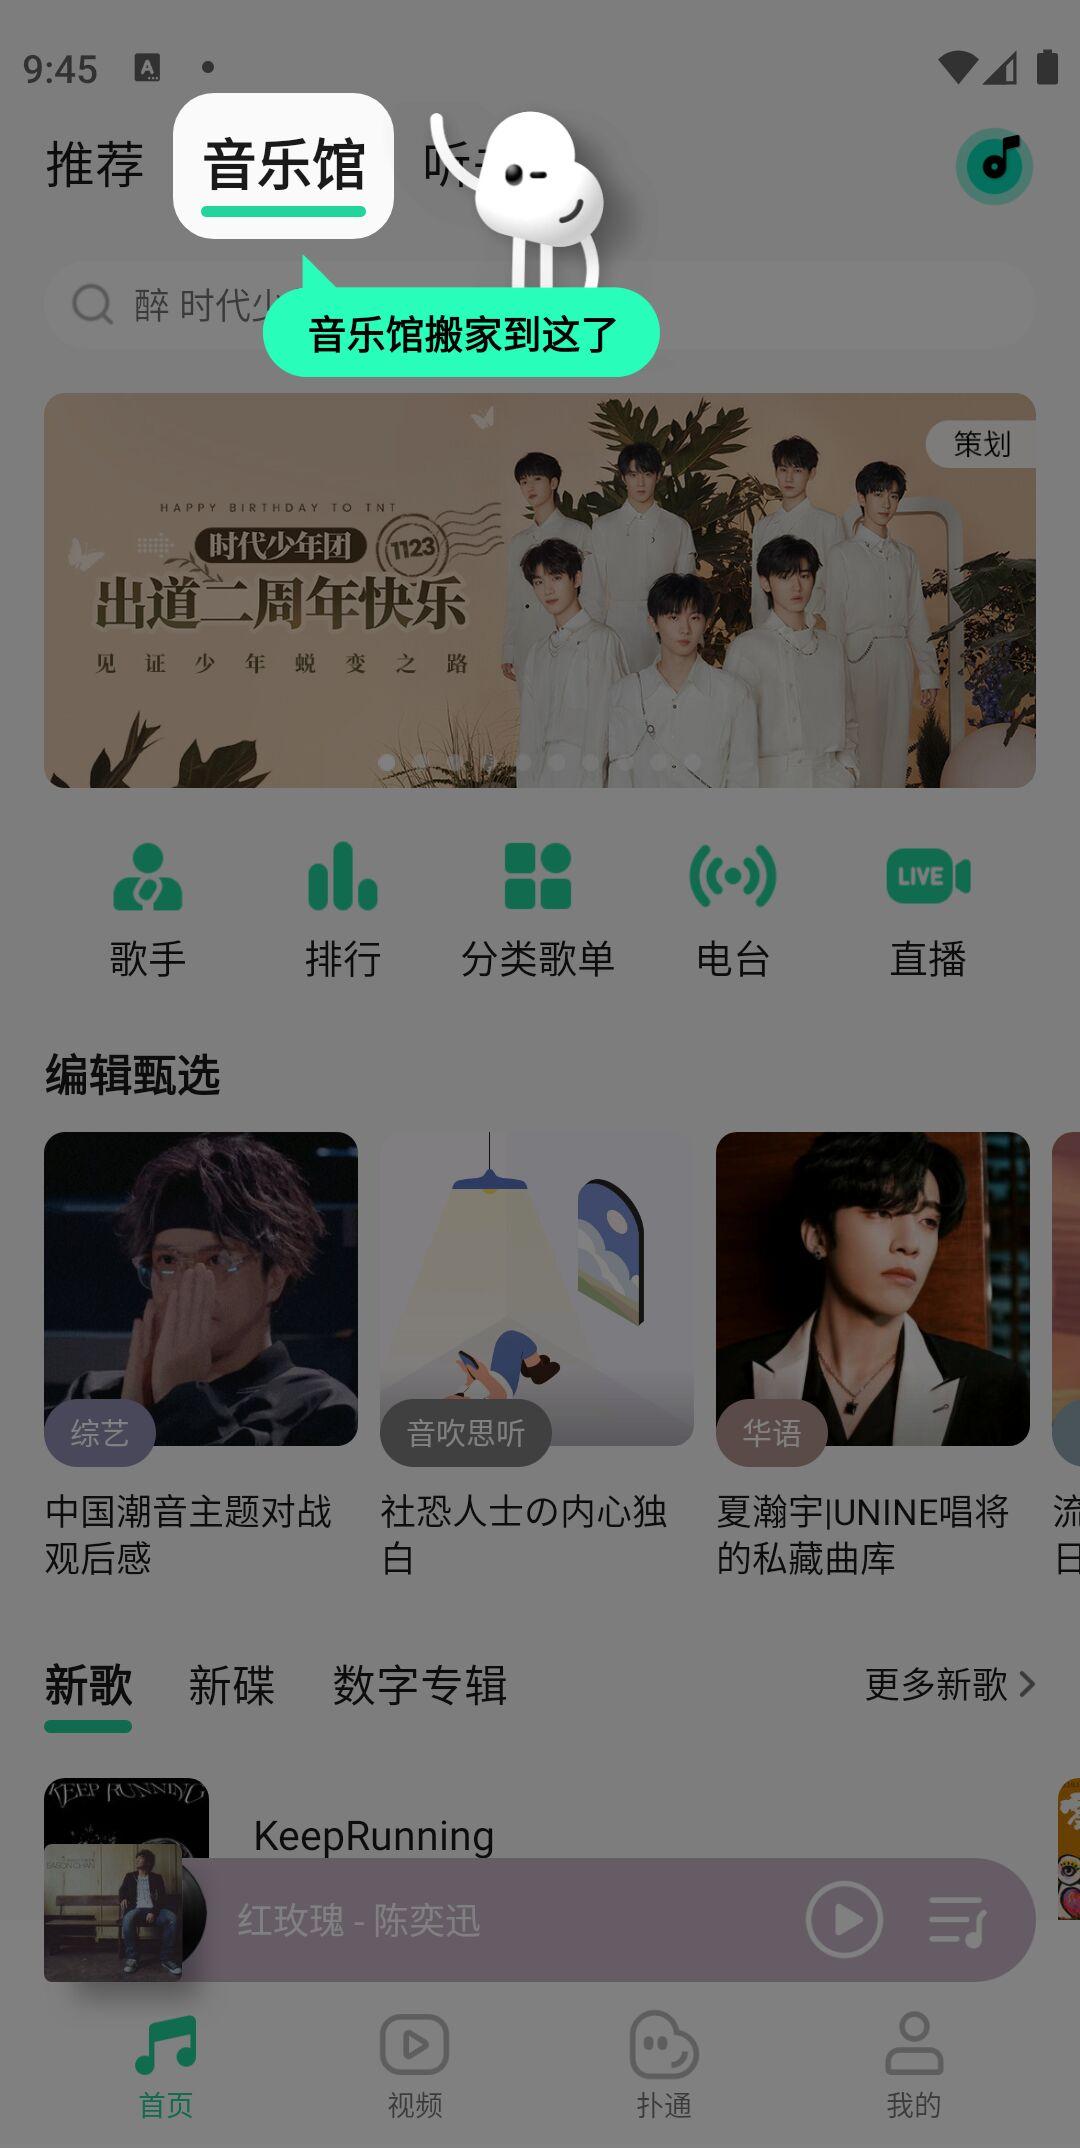 9:45
推荐
音乐馆
醉 时代少
音乐馆搬家到这了
策划
HAPPY BIRTHDAY TO TNT
时代少年团
1123
出道二周年快乐
见证少年蜕变之路
LIVE
歌手
排行
分类歌单
电台
直播
编辑甄选
综艺
音吹思听
华语
中国潮音主题对战
观后感
社恐人士の内心独
白
夏瀚宇|UNINE唱将
的私藏曲库
新歌
新碟
数字专辑
更多新歌
KEEP RUNNING
KeepRunning
EASON CHAN
红玫瑰 - 陈奕迅
首页
视频
扑通
我的